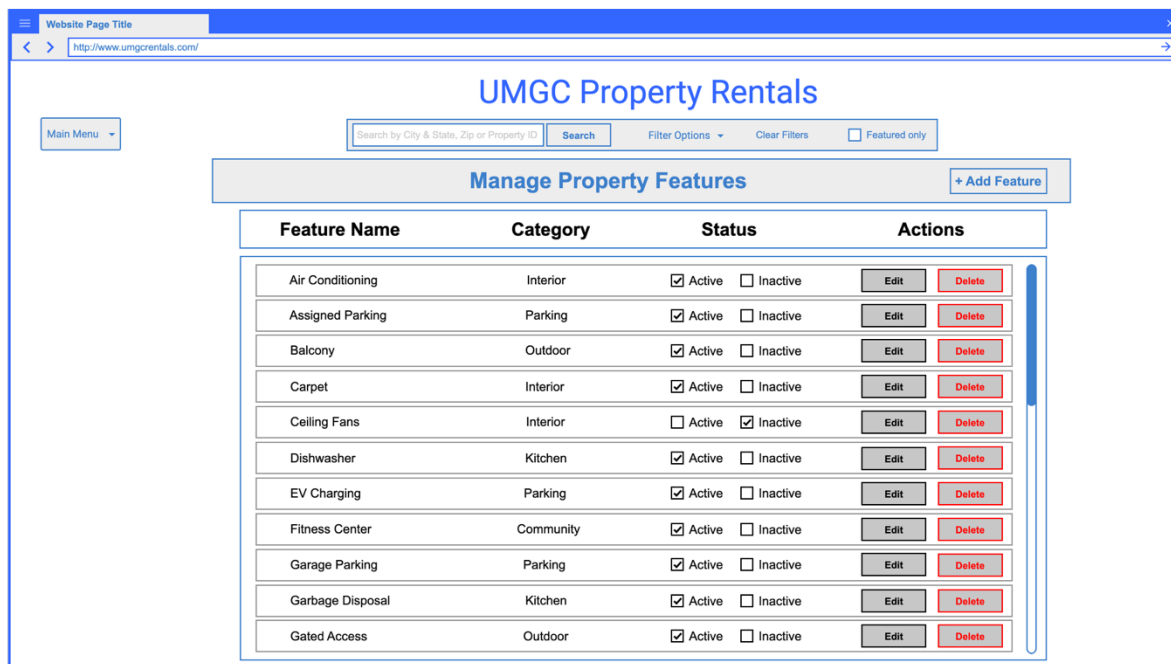 Website Page Title
http://www.umgcrentals.com/
UMGC Property Rentals
Main Menu
Search by City & State, Zip or Property ID Search Filter Options Clear Filters Featured only
Manage Property Features + Add Feature
Feature Name Category Status Actions
Air Conditioning Interior Active Inactive Edit Delete
Assigned Parking Parking Active Inactive Edit Delete
Balcony Outdoor Active Inactive Edit Delete
Carpet Interior Active Inactive Edit Delete
Ceiling Fans Interior Active Inactive Edit Delete
Dishwasher Kitchen Active Inactive Edit Delete
EV Charging Parking Active Inactive Edit Delete
Fitness Center Community Active Inactive Edit Delete
Garage Parking Parking Active Inactive Edit Delete
Garbage Disposal Kitchen Active Inactive Edit Delete
Gated Access Outdoor Active Inactive Edit Delete